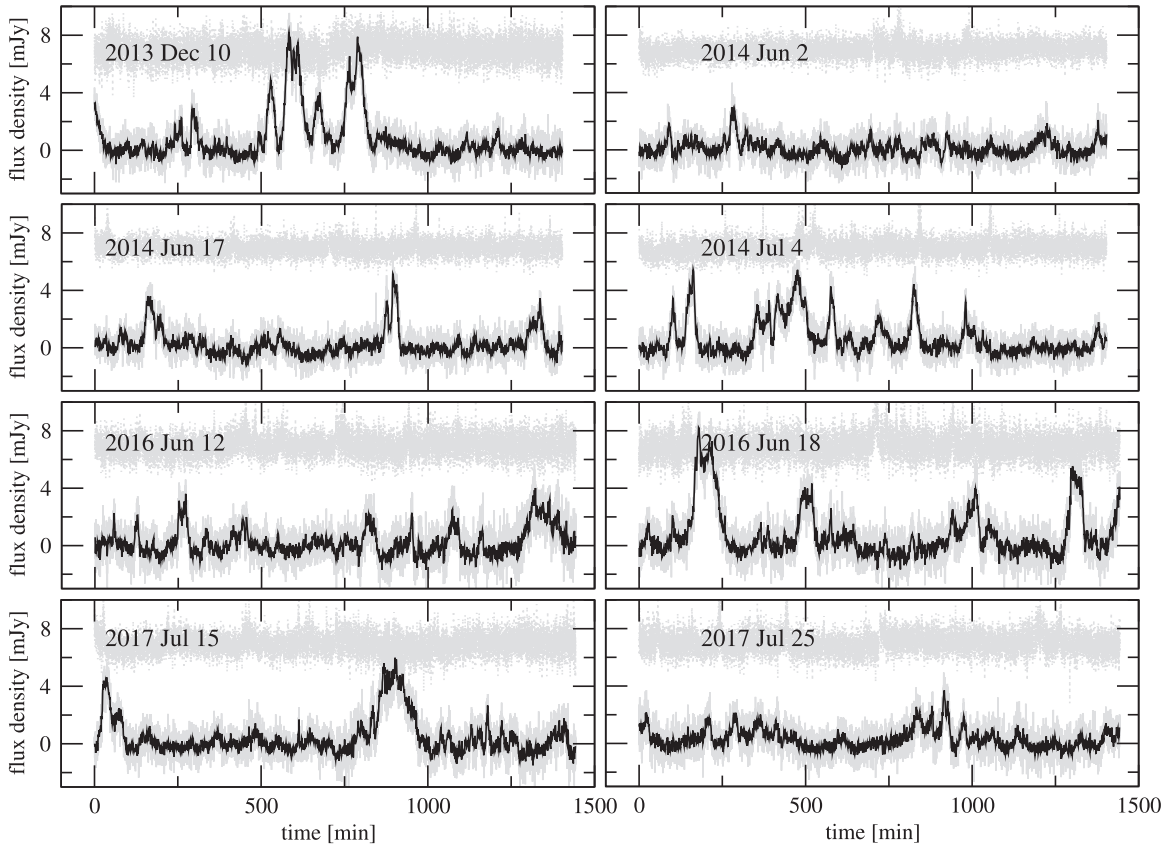 flux density [mJy]
8
4
0
2013 Dec 10
2014 Jun 2
flux density [mJy]
8
4
0
2014 Jun 17
2014 Jul 4
flux density [mJy]
8
4
0
2016 Jun 12
2016 Jun 18
flux density [mJy]
8
4
0
2017 Jul 15
2017 Jul 25
0 500 1000 1500 0 500 1000 1500
time [min] time [min]